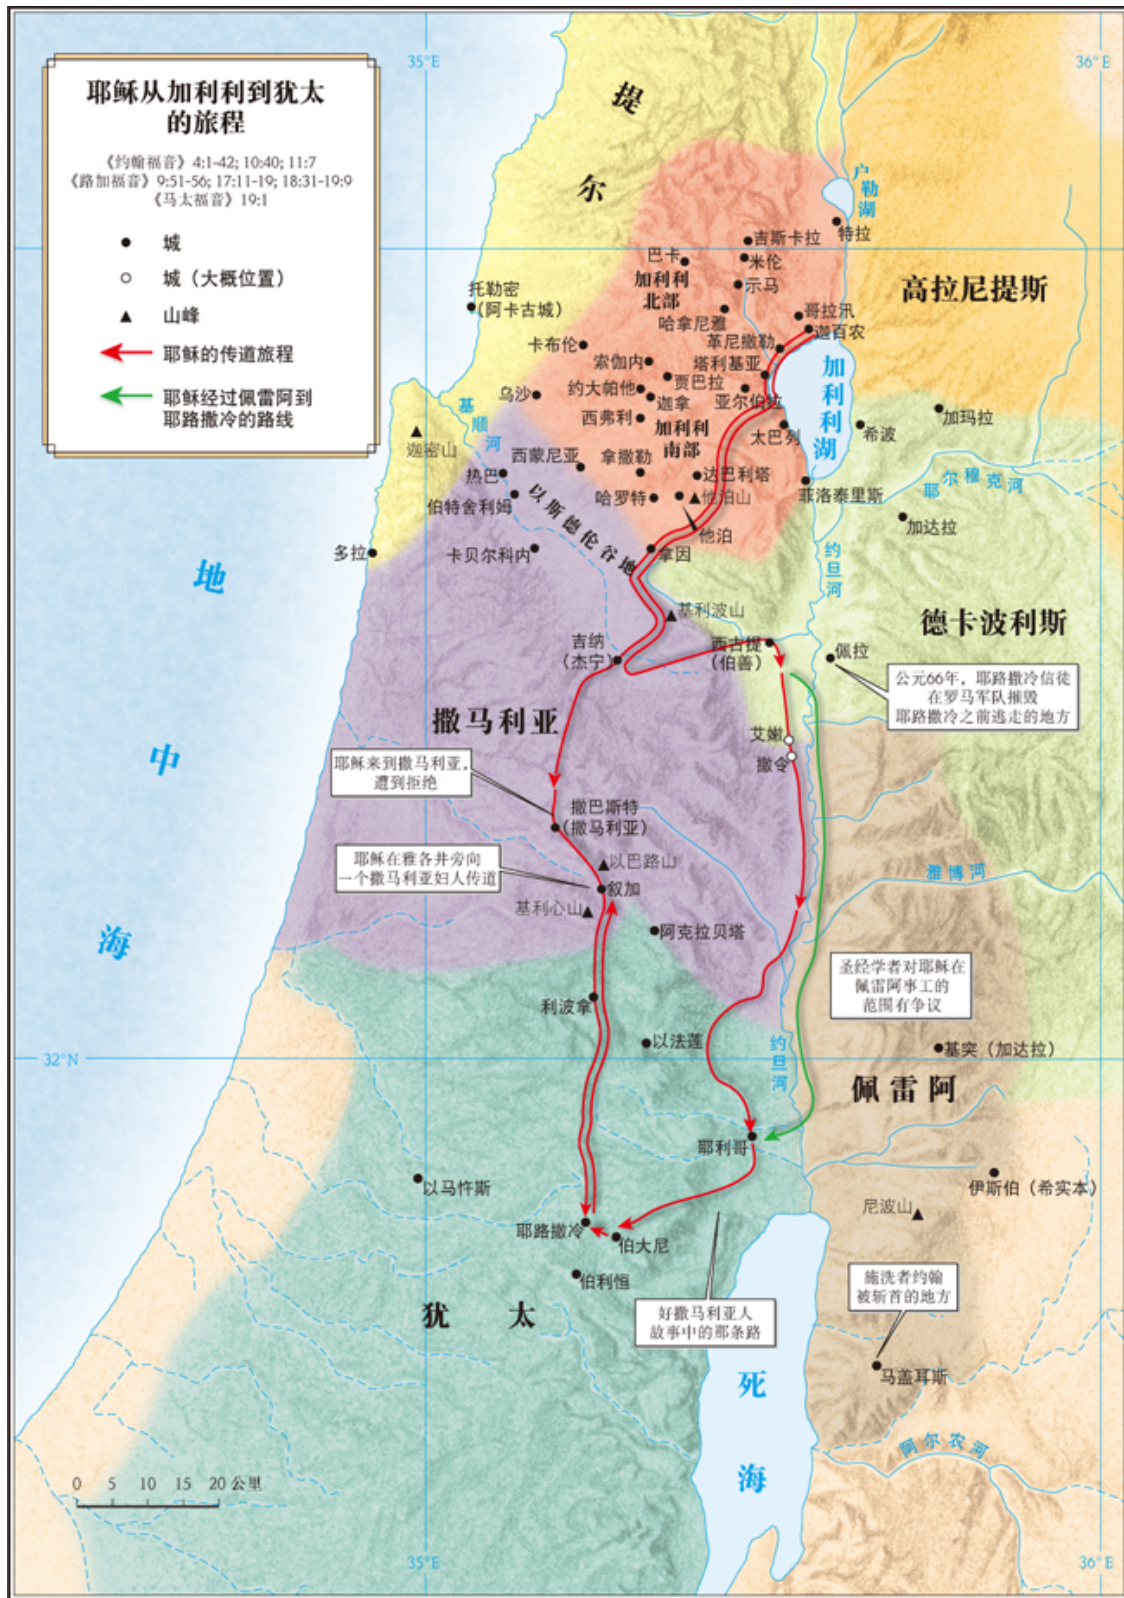 耶稣从加利利到犹太
的旅程
《约翰福音》4:1-42; 10:40; 11:7
《路加福音》9:51-56; 17:11-19; 18:31-19:9
《马太福音》19:1
城
城（大概位置）
山峰
耶稣的传道旅程
耶稣经过佩雷阿到
耶路撒冷的路线
35°E
36°E
提
尔
户勒湖
特拉
吉斯卡拉
巴卡
米伦
加利利
北部
示马
高拉尼提斯
托勒密
（阿卡古城）
哈拿尼雅
哥拉汛
迦百农
革尼撒勒
卡布伦
索伽内
塔利基亚
加利利湖
贾巴拉
约大帕他
乌沙
迦拿
亚尔伯拉
基顺河
西弗利
加利利
南部
太巴列
希波
加玛拉
迦密山
西蒙尼亚
拿撒勒
热巴
达巴利塔
耶尔穆克河
伯特舍利姆
以斯德伦谷地
哈罗特
他泊山
菲洛泰里斯
他泊
加达拉
多拉
卡贝尔科内
拿因
约旦河
地
中
海
基利波山
德卡波利斯
吉纳
（杰宁）
西古提
（伯善）
佩拉
公元66年，耶路撒冷信徒
在罗马军队摧毁
耶路撒冷之前逃走的地方
撒马利亚
艾嫩
撒令
耶稣来到撒马利亚，
遭到拒绝
撒巴斯特
（撒马利亚）
耶稣在雅各井旁向
一个撒马利亚妇人传道
以巴路山
叙加
雅博河
基利心山
阿克拉贝塔
圣经学者对耶稣在
佩雷阿事工的
范围有争议
利波拿
以法莲
约旦河
基突（加达拉）
32°N
佩雷阿
耶利哥
以马忤斯
伊斯伯（希实本）
尼波山
耶路撒冷
伯大尼
伯利恒
施洗者约翰
被斩首的地方
犹 太
好撒马利亚人
故事中的那条路
马盖耳斯
死
海
阿尔农河
0 5 10 15 20 公里
35°E
36°E